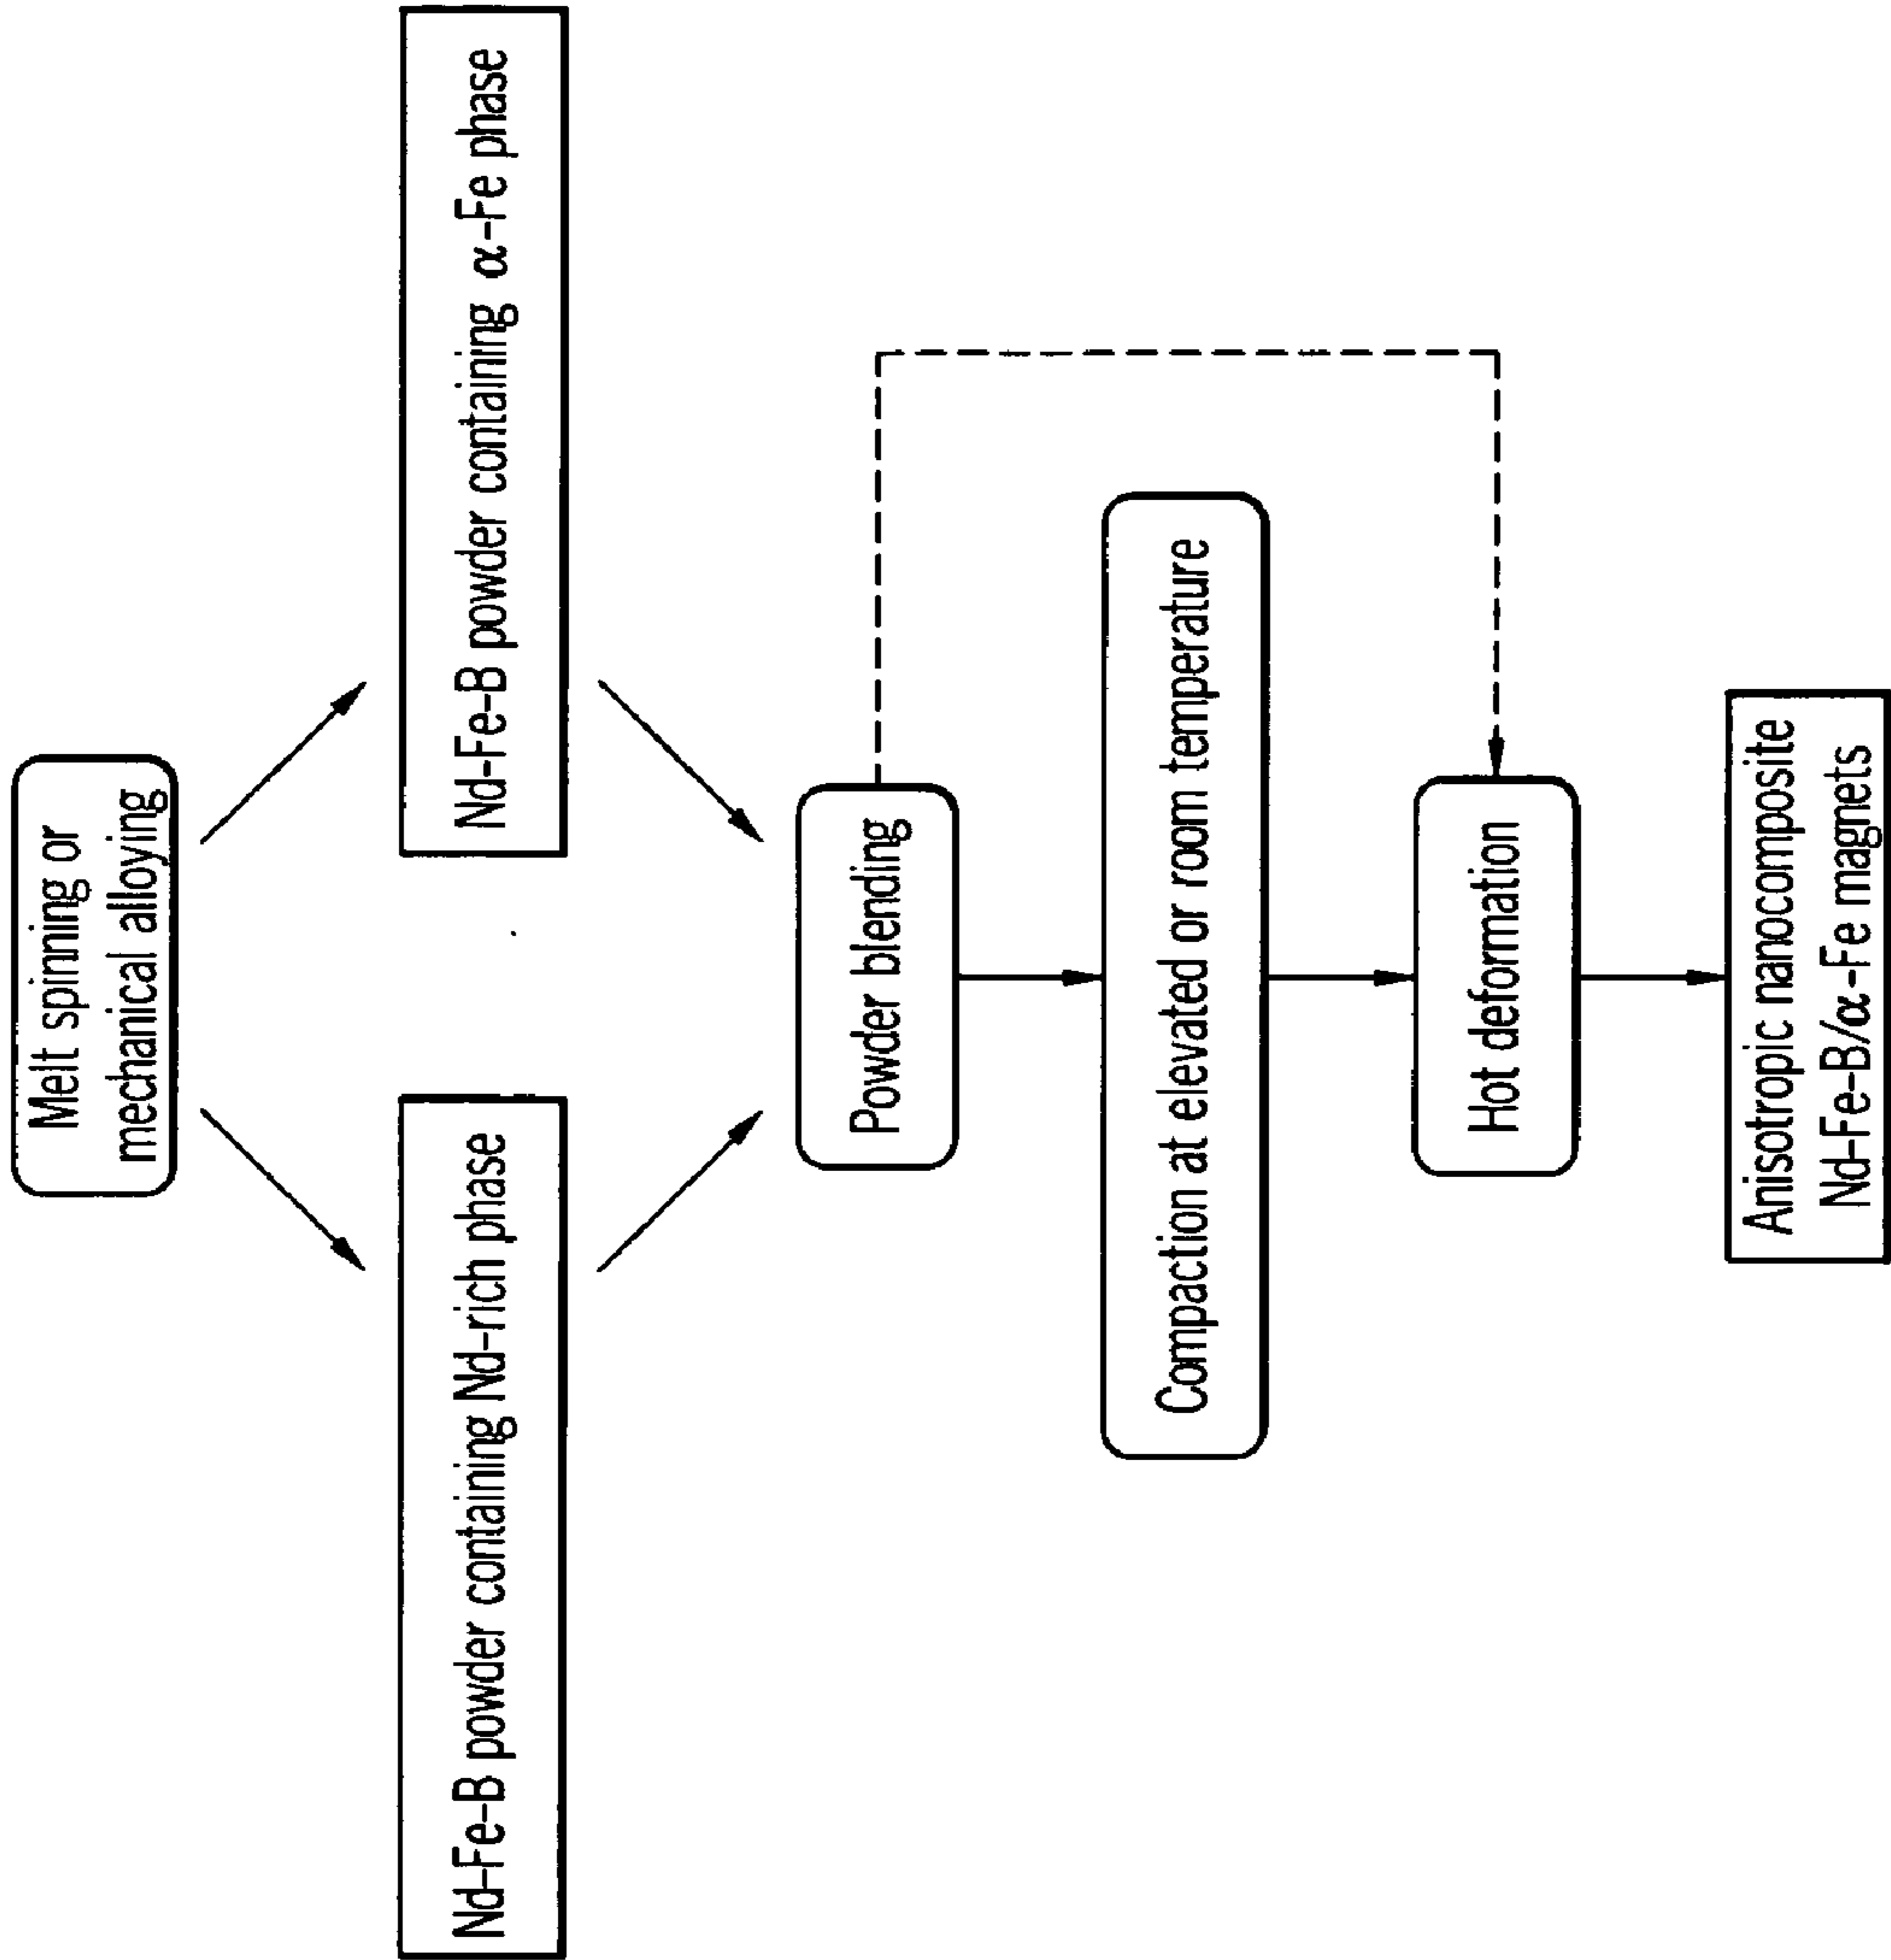 Melt spinning or
mechanical alloying
Nd-Fe-B powder containing Nd-rich phase
Nd-Fe-B powder containing α-Fe phase
Powder blending
Compaction at elevated or room temperature
Hot deformation
Anisotropic nanocomposite
Nd-Fe-B/α-Fe magnets